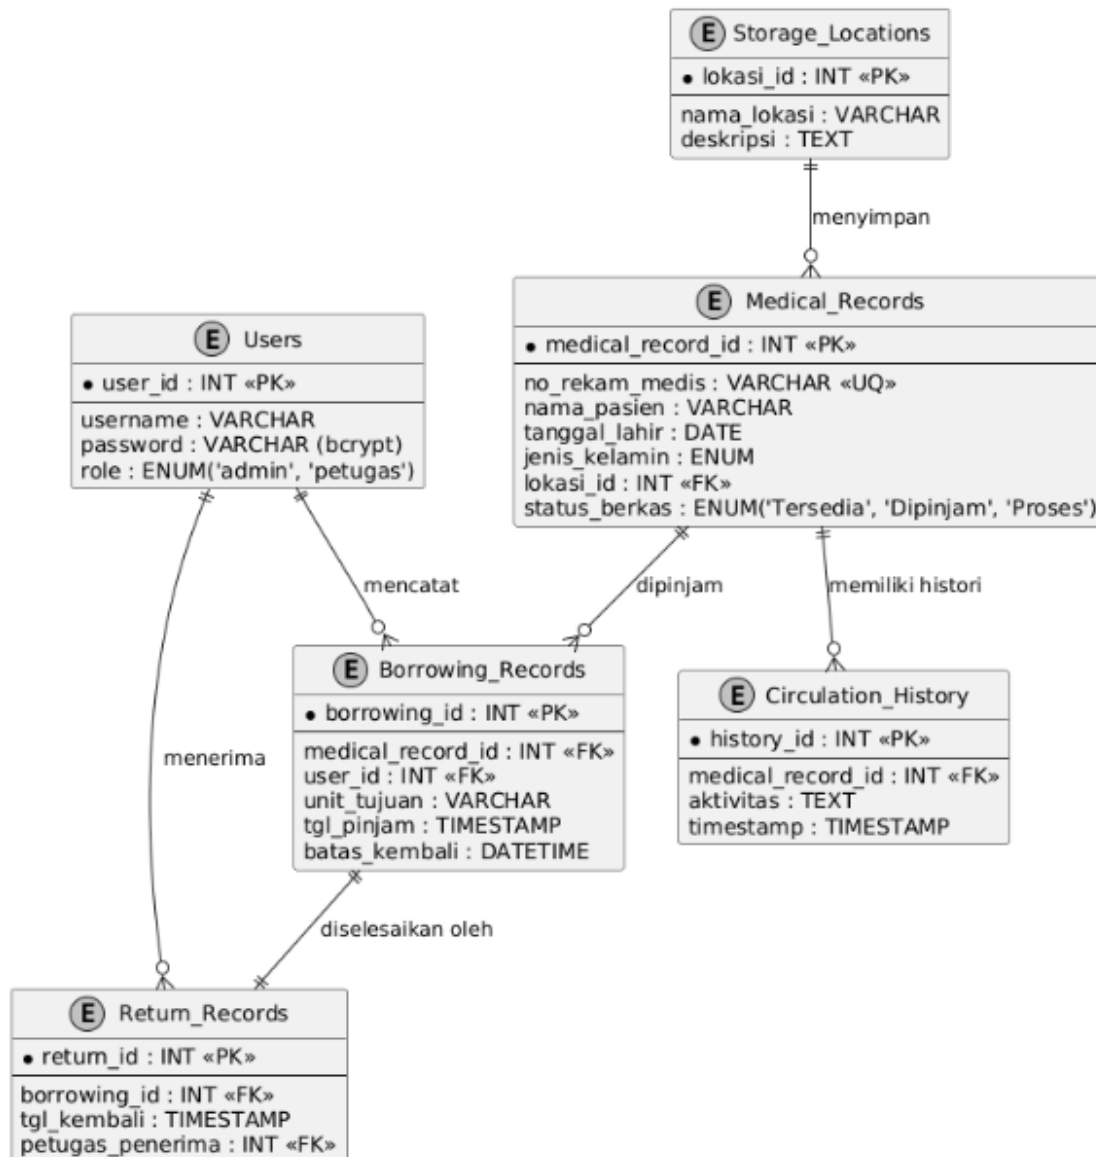 E Storage_Locations
• lokasi_id : INT «PK»
nama_lokasi : VARCHAR
deskripsi : TEXT
menyimpan
E Medical_Records
• medical_record_id : INT «PK»
no_rekam_medis : VARCHAR «UQ»
nama_pasien : VARCHAR
tanggal_lahir : DATE
jenis_kelamin : ENUM
lokasi_id : INT «FK»
status_berkas : ENUM('Tersedia', 'Dipinjam', 'Proses')
E Users
• user_id : INT «PK»
username : VARCHAR
password : VARCHAR (bcrypt)
role : ENUM('admin', 'petugas')
mencatat
dipinjam
memiliki histori
E Borrowing_Records
• borrowing_id : INT «PK»
medical_record_id : INT «FK»
user_id : INT «FK»
unit_tujuan : VARCHAR
tgl_pinjam : TIMESTAMP
batas_kembali : DATETIME
E Circulation_History
• history_id : INT «PK»
medical_record_id : INT «FK»
aktivitas : TEXT
timestamp : TIMESTAMP
menerima
diselesaikan oleh
E Return_Records
• return_id : INT «PK»
borrowing_id : INT «FK»
tgl_kembali : TIMESTAMP
petugas_penerima : INT «FK»